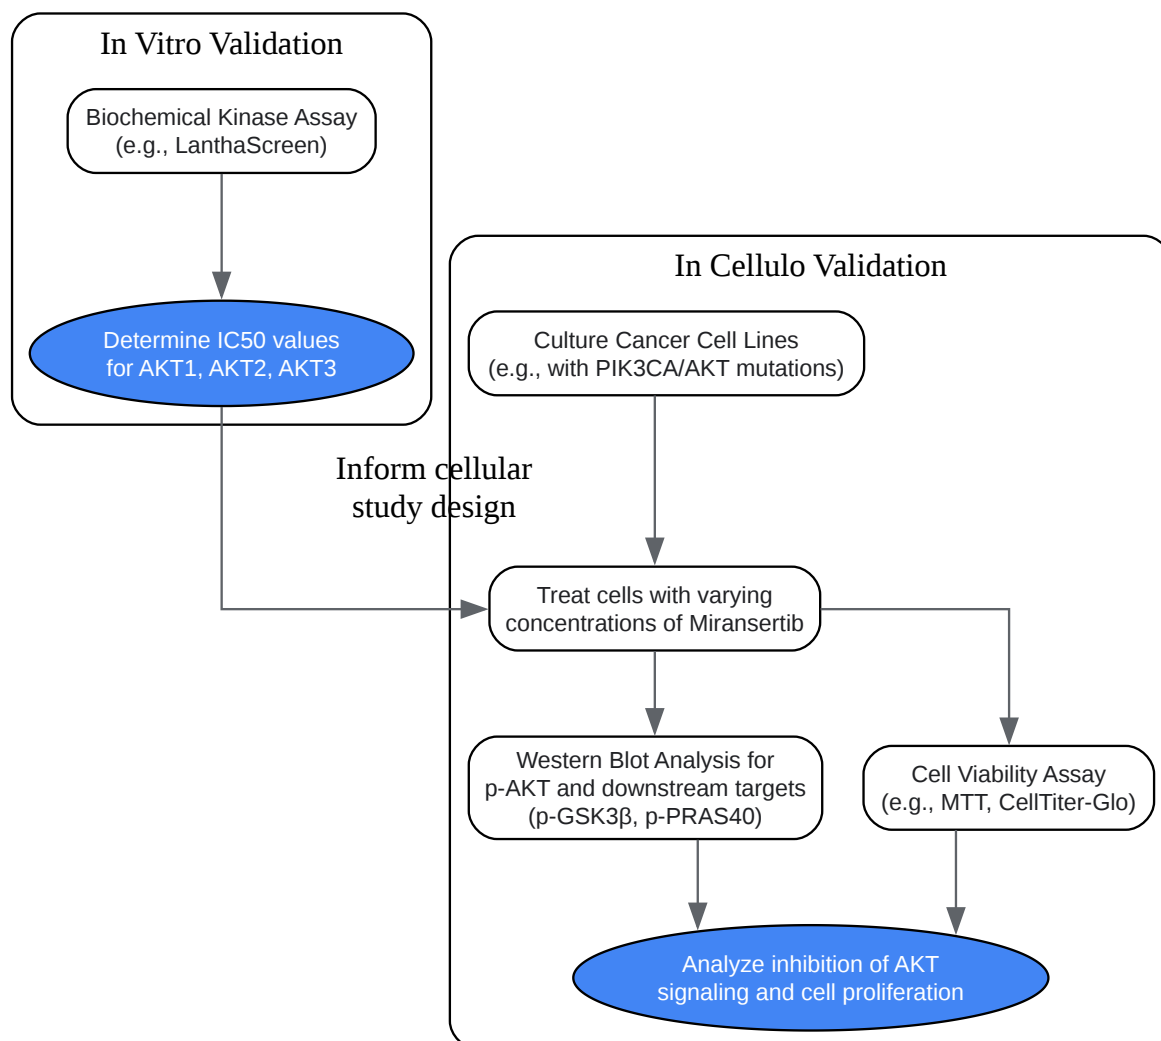 In Vitro Validation
Biochemical Kinase Assay
(e.g., LanthaScreen)
Determine IC50 values
for AKT1, AKT2, AKT3
Inform cellular
study design
In Cellulo Validation
Culture Cancer Cell Lines
(e.g., with PIK3CA/AKT mutations)
Treat cells with varying
concentrations of Miransertib
Western Blot Analysis for
p-AKT and downstream targets
(p-GSK3β, p-PRAS40)
Cell Viability Assay
(e.g., MTT, CellTiter-Glo)
Analyze inhibition of AKT
signaling and cell proliferation